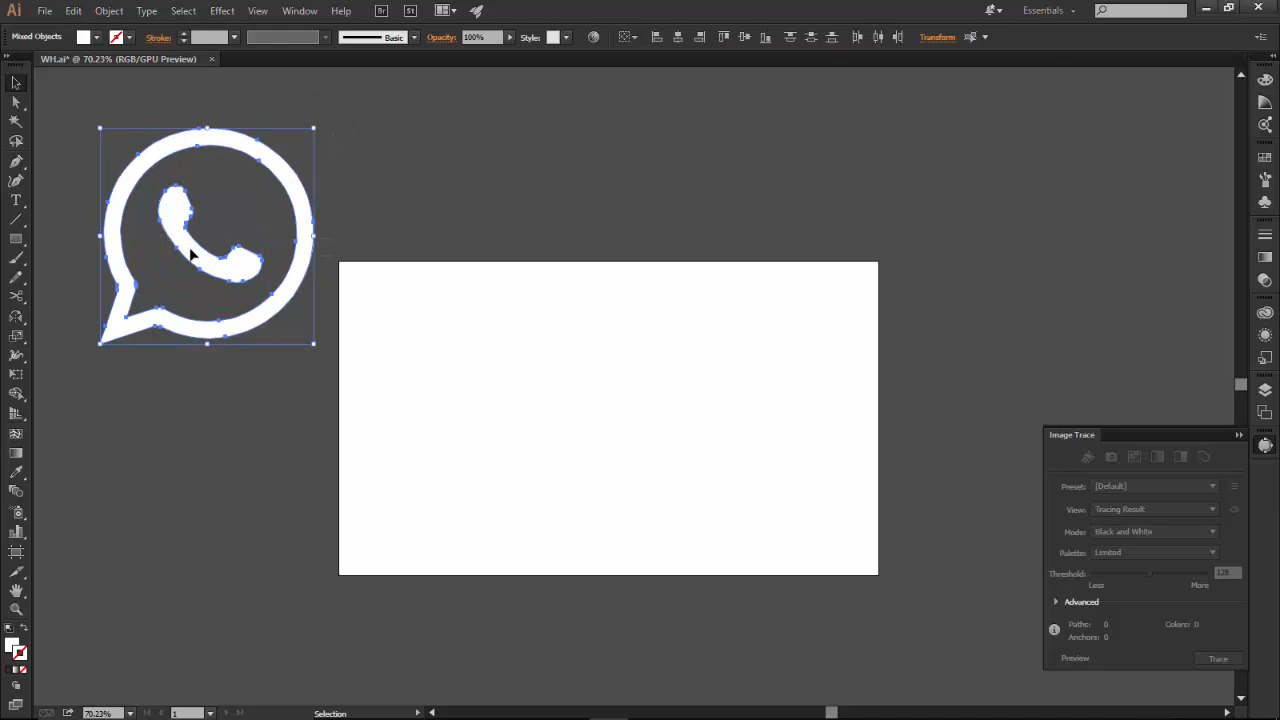 Ai File Edit Object Type Select Effect View Window Help Br St Essentials
Mixed Objects Stroke: Basic Opacity: 100% Style: Transform
WH.ai* @ 70.23% (RGB/GPU Preview) ×
T
Image Trace
Preset: [Default]
View: Tracing Result
Mode: Black and White
Palette: Limited
Threshold: 128
Less More
Advanced
Paths: 0 Colors: 0
Anchors: 0
Preview Trace
70.23% 1 Selection